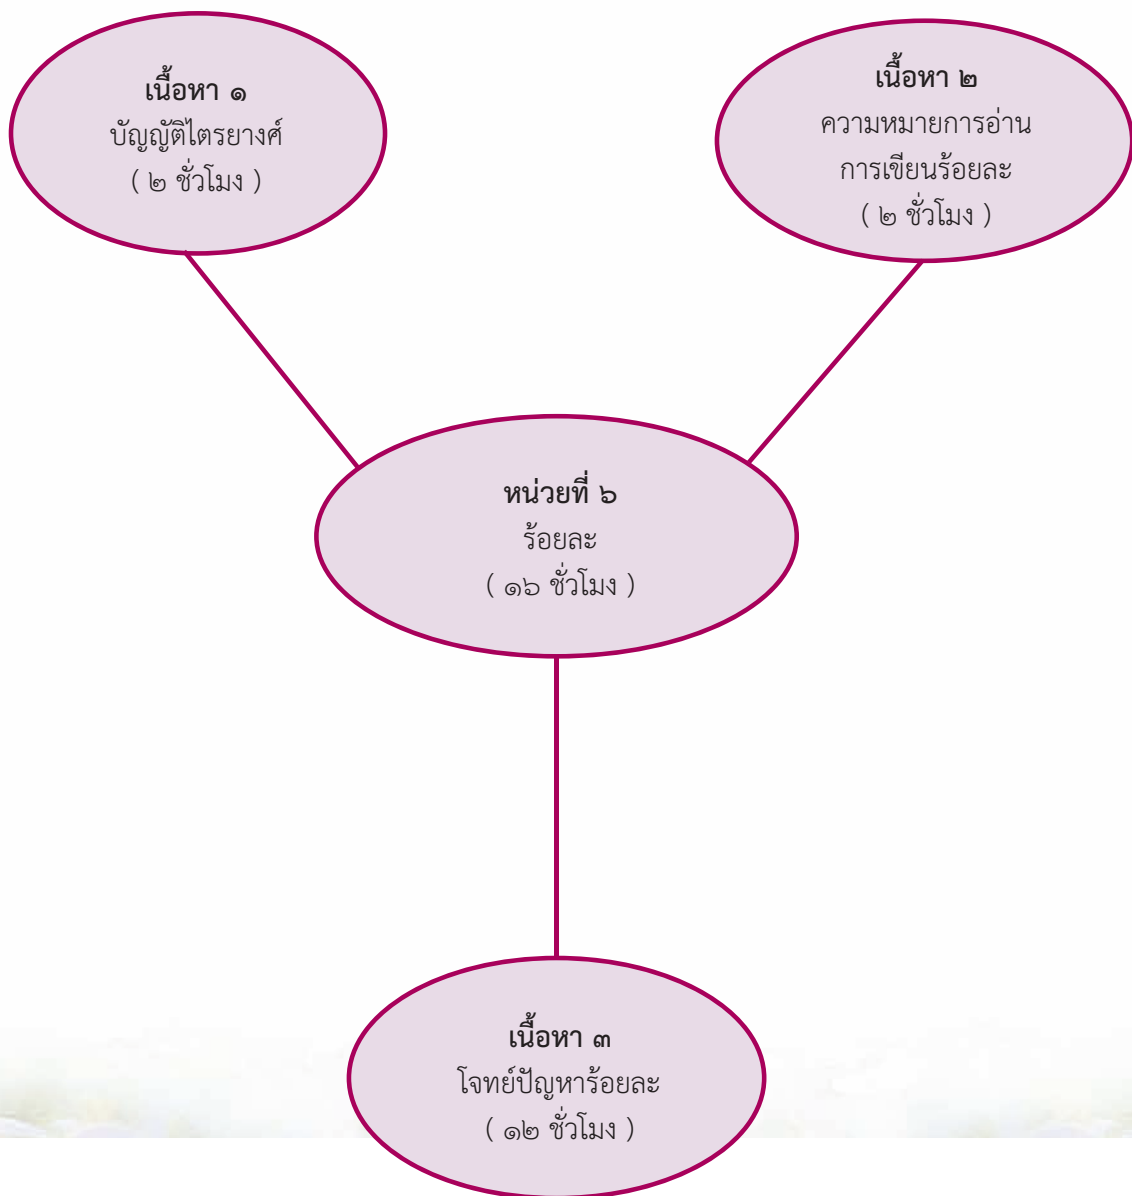 เนื้อหา ๑
บัญญัติไตรยางศ์
( ๒ ชั่วโมง )
เนื้อหา ๒
ความหมายการอ่าน
การเขียนร้อยละ
( ๒ ชั่วโมง )
หน่วยที่ ๖
ร้อยละ
( ๑๖ ชั่วโมง )
เนื้อหา ๓
โจทย์ปัญหาร้อยละ
( ๑๒ ชั่วโมง )